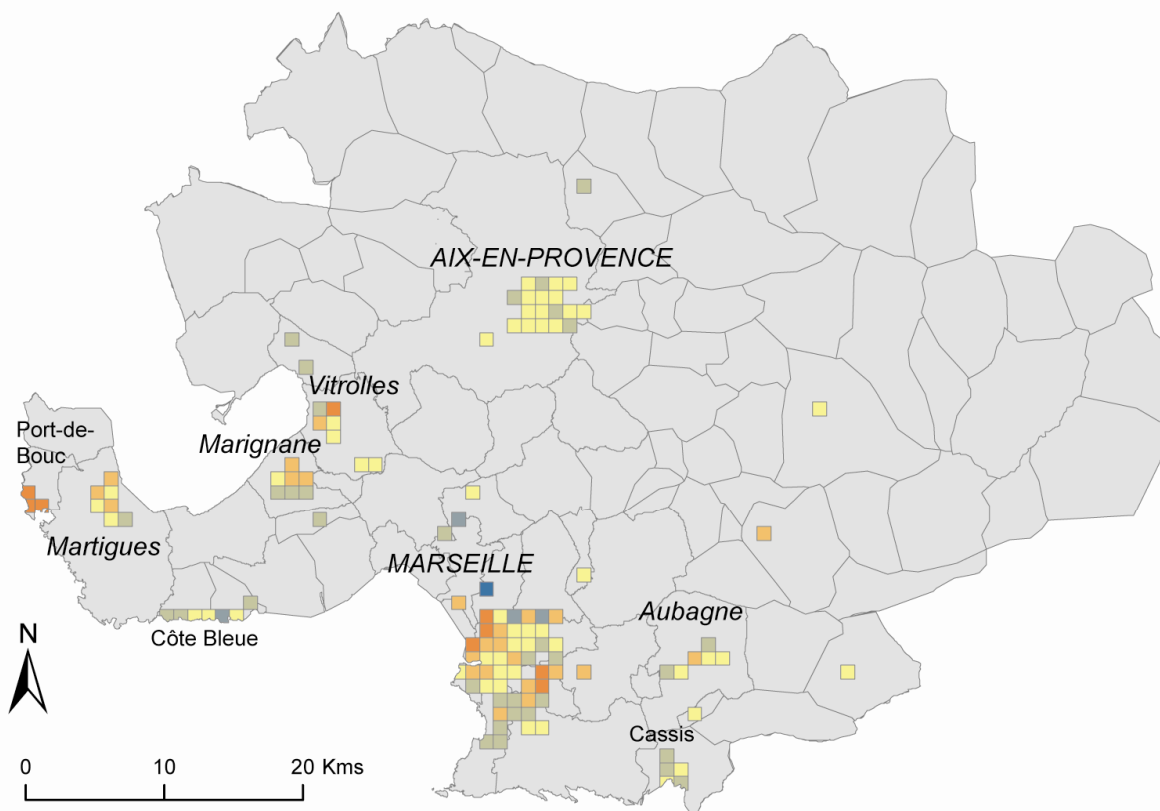 AIX-EN-PROVENCE
Vitrolles
Port-de-
Bouc
Marignane
Martigues
MARSEILLE
Aubagne
Côte Bleue
N
Cassis
0 10 20 Kms